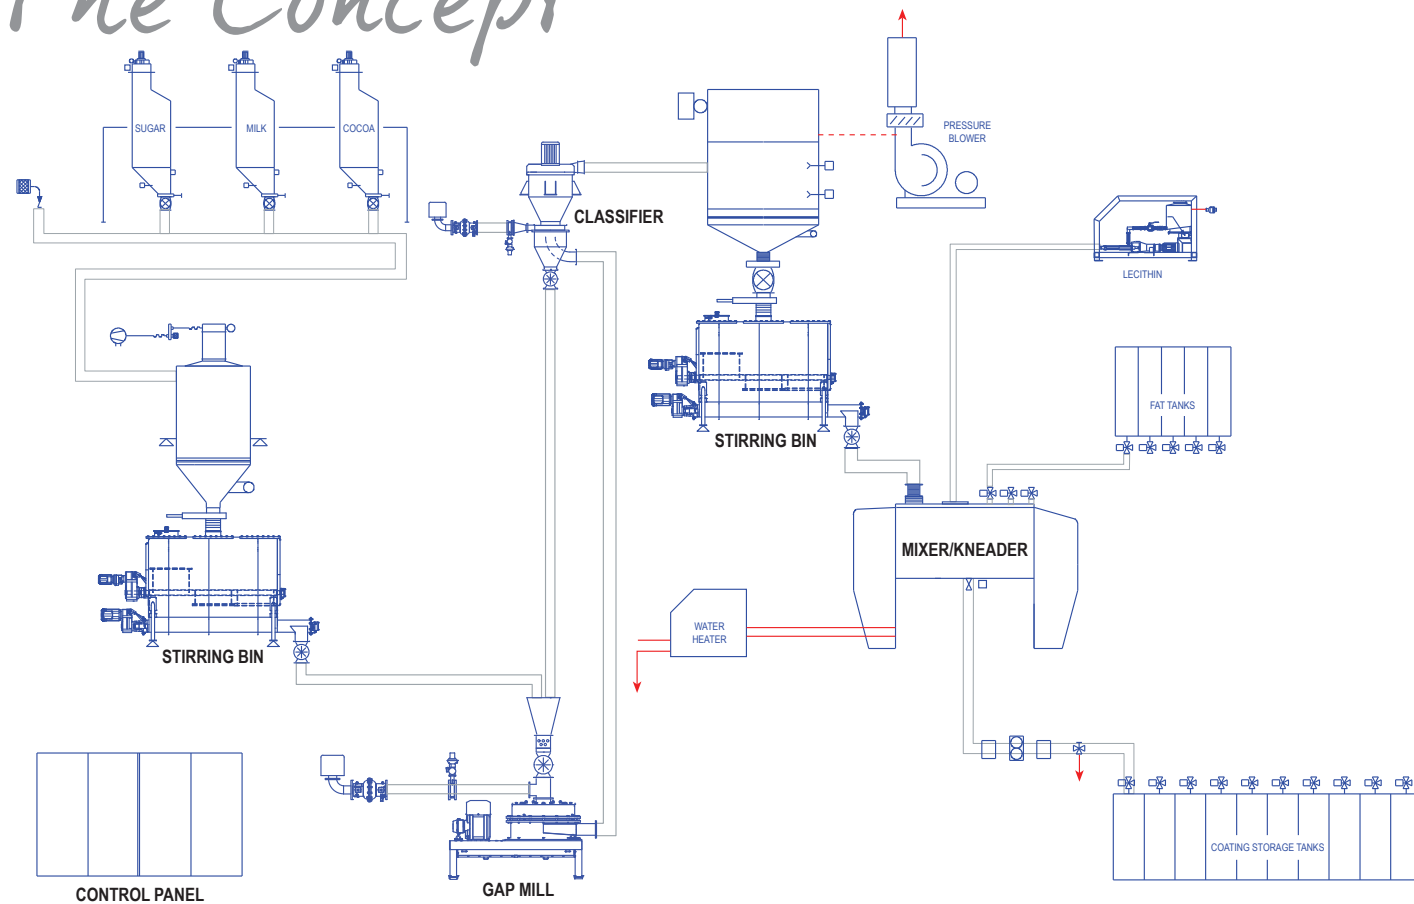 The Concept
SUGAR
MILK
COCOA
PRESSURE
BLOWER
CLASSIFIER
LECITHIN
FAT TANKS
STIRRING BIN
MIXER/KNEADER
WATER
HEATER
STIRRING BIN
COATING STORAGE TANKS
CONTROL PANEL
GAP MILL